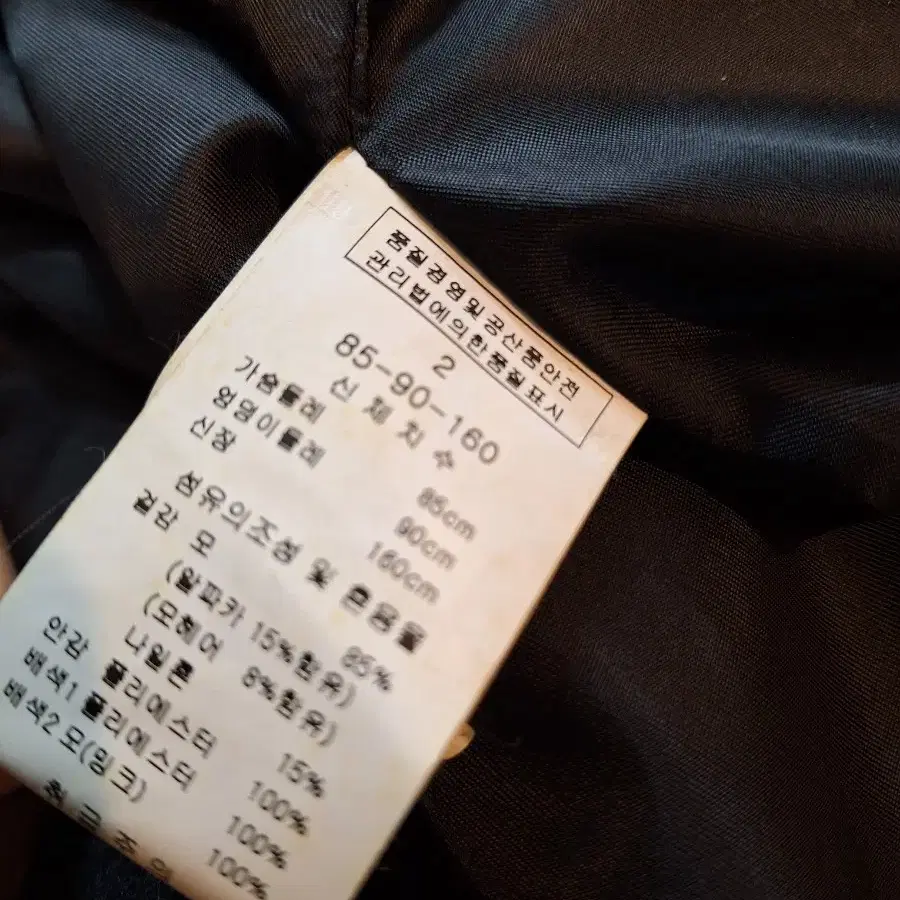 품질경영및공산품안전
관리법에의한품질표시
2
85-90-160
신체치수
가슴둘레 85cm
엉덩이둘레 90cm
신장 160cm
섬유의조성 및 혼용율
겉감 모 85%
(알파카 15%함유)
(모헤어 8%함유)
나일론 15%
안감 폴리에스터 100%
배색1 폴리에스터 100%
배색2 모(밍크) 100%